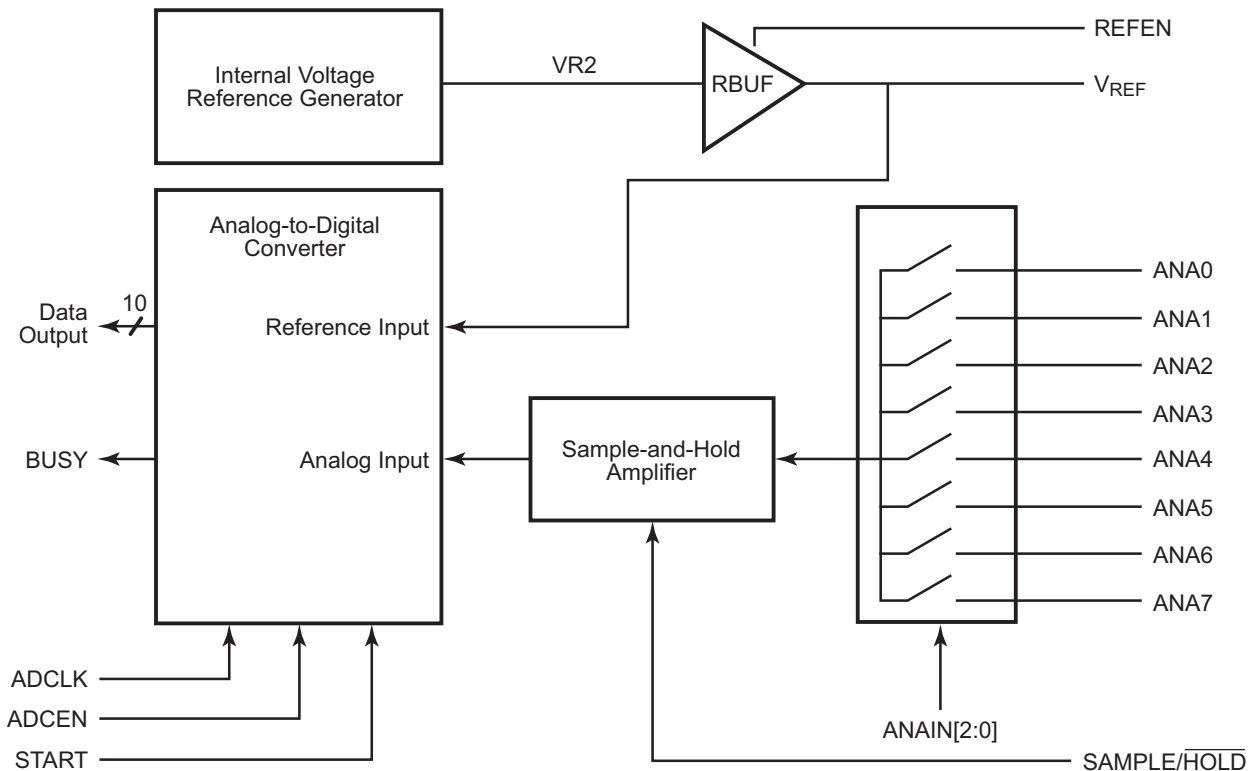 REFEN
Internal Voltage
Reference Generator
VR2
RBUF
VREF
Analog-to-Digital
Converter
10
Data
Output
Reference Input
BUSY
Analog Input
Sample-and-Hold
Amplifier
ANA0
ANA1
ANA2
ANA3
ANA4
ANA5
ANA6
ANA7
ADCLK
ADCEN
START
ANAIN[2:0]
SAMPLE/HOLD